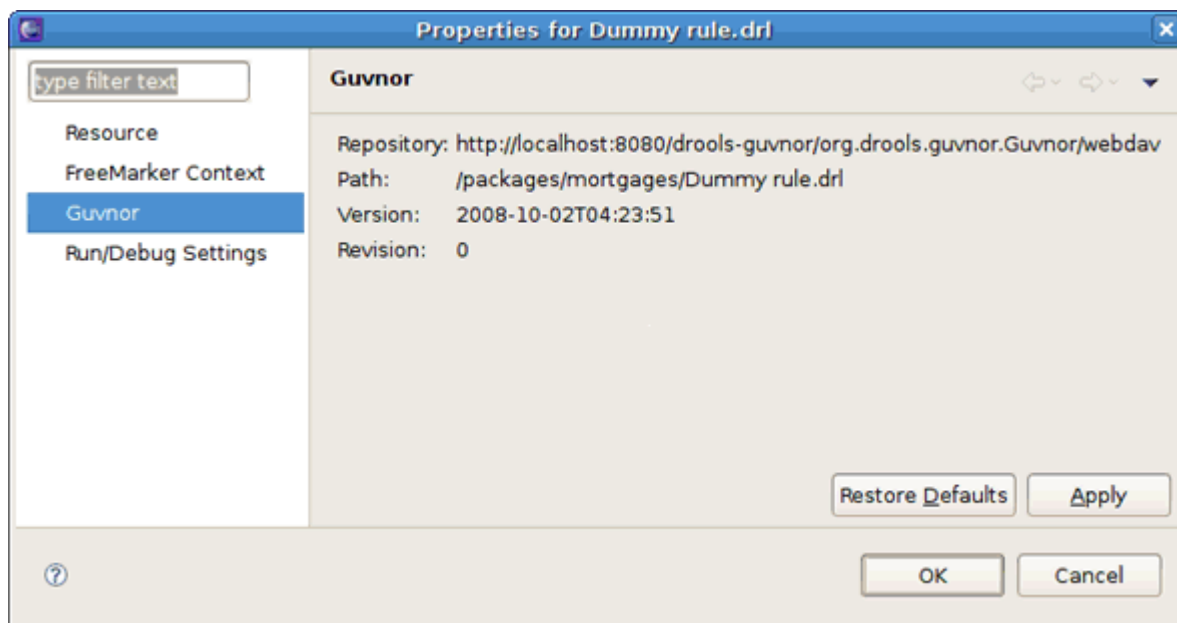 Properties for Dummy rule.drl
type filter text
Guvnor
Resource
FreeMarker Context
Guvnor
Run/Debug Settings
Repository: http://localhost:8080/drools-guvnor/org.drools.guvnor.Guvnor/webdav
Path: /packages/mortgages/Dummy rule.drl
Version: 2008-10-02T04:23:51
Revision: 0
Restore Defaults Apply
? OK Cancel